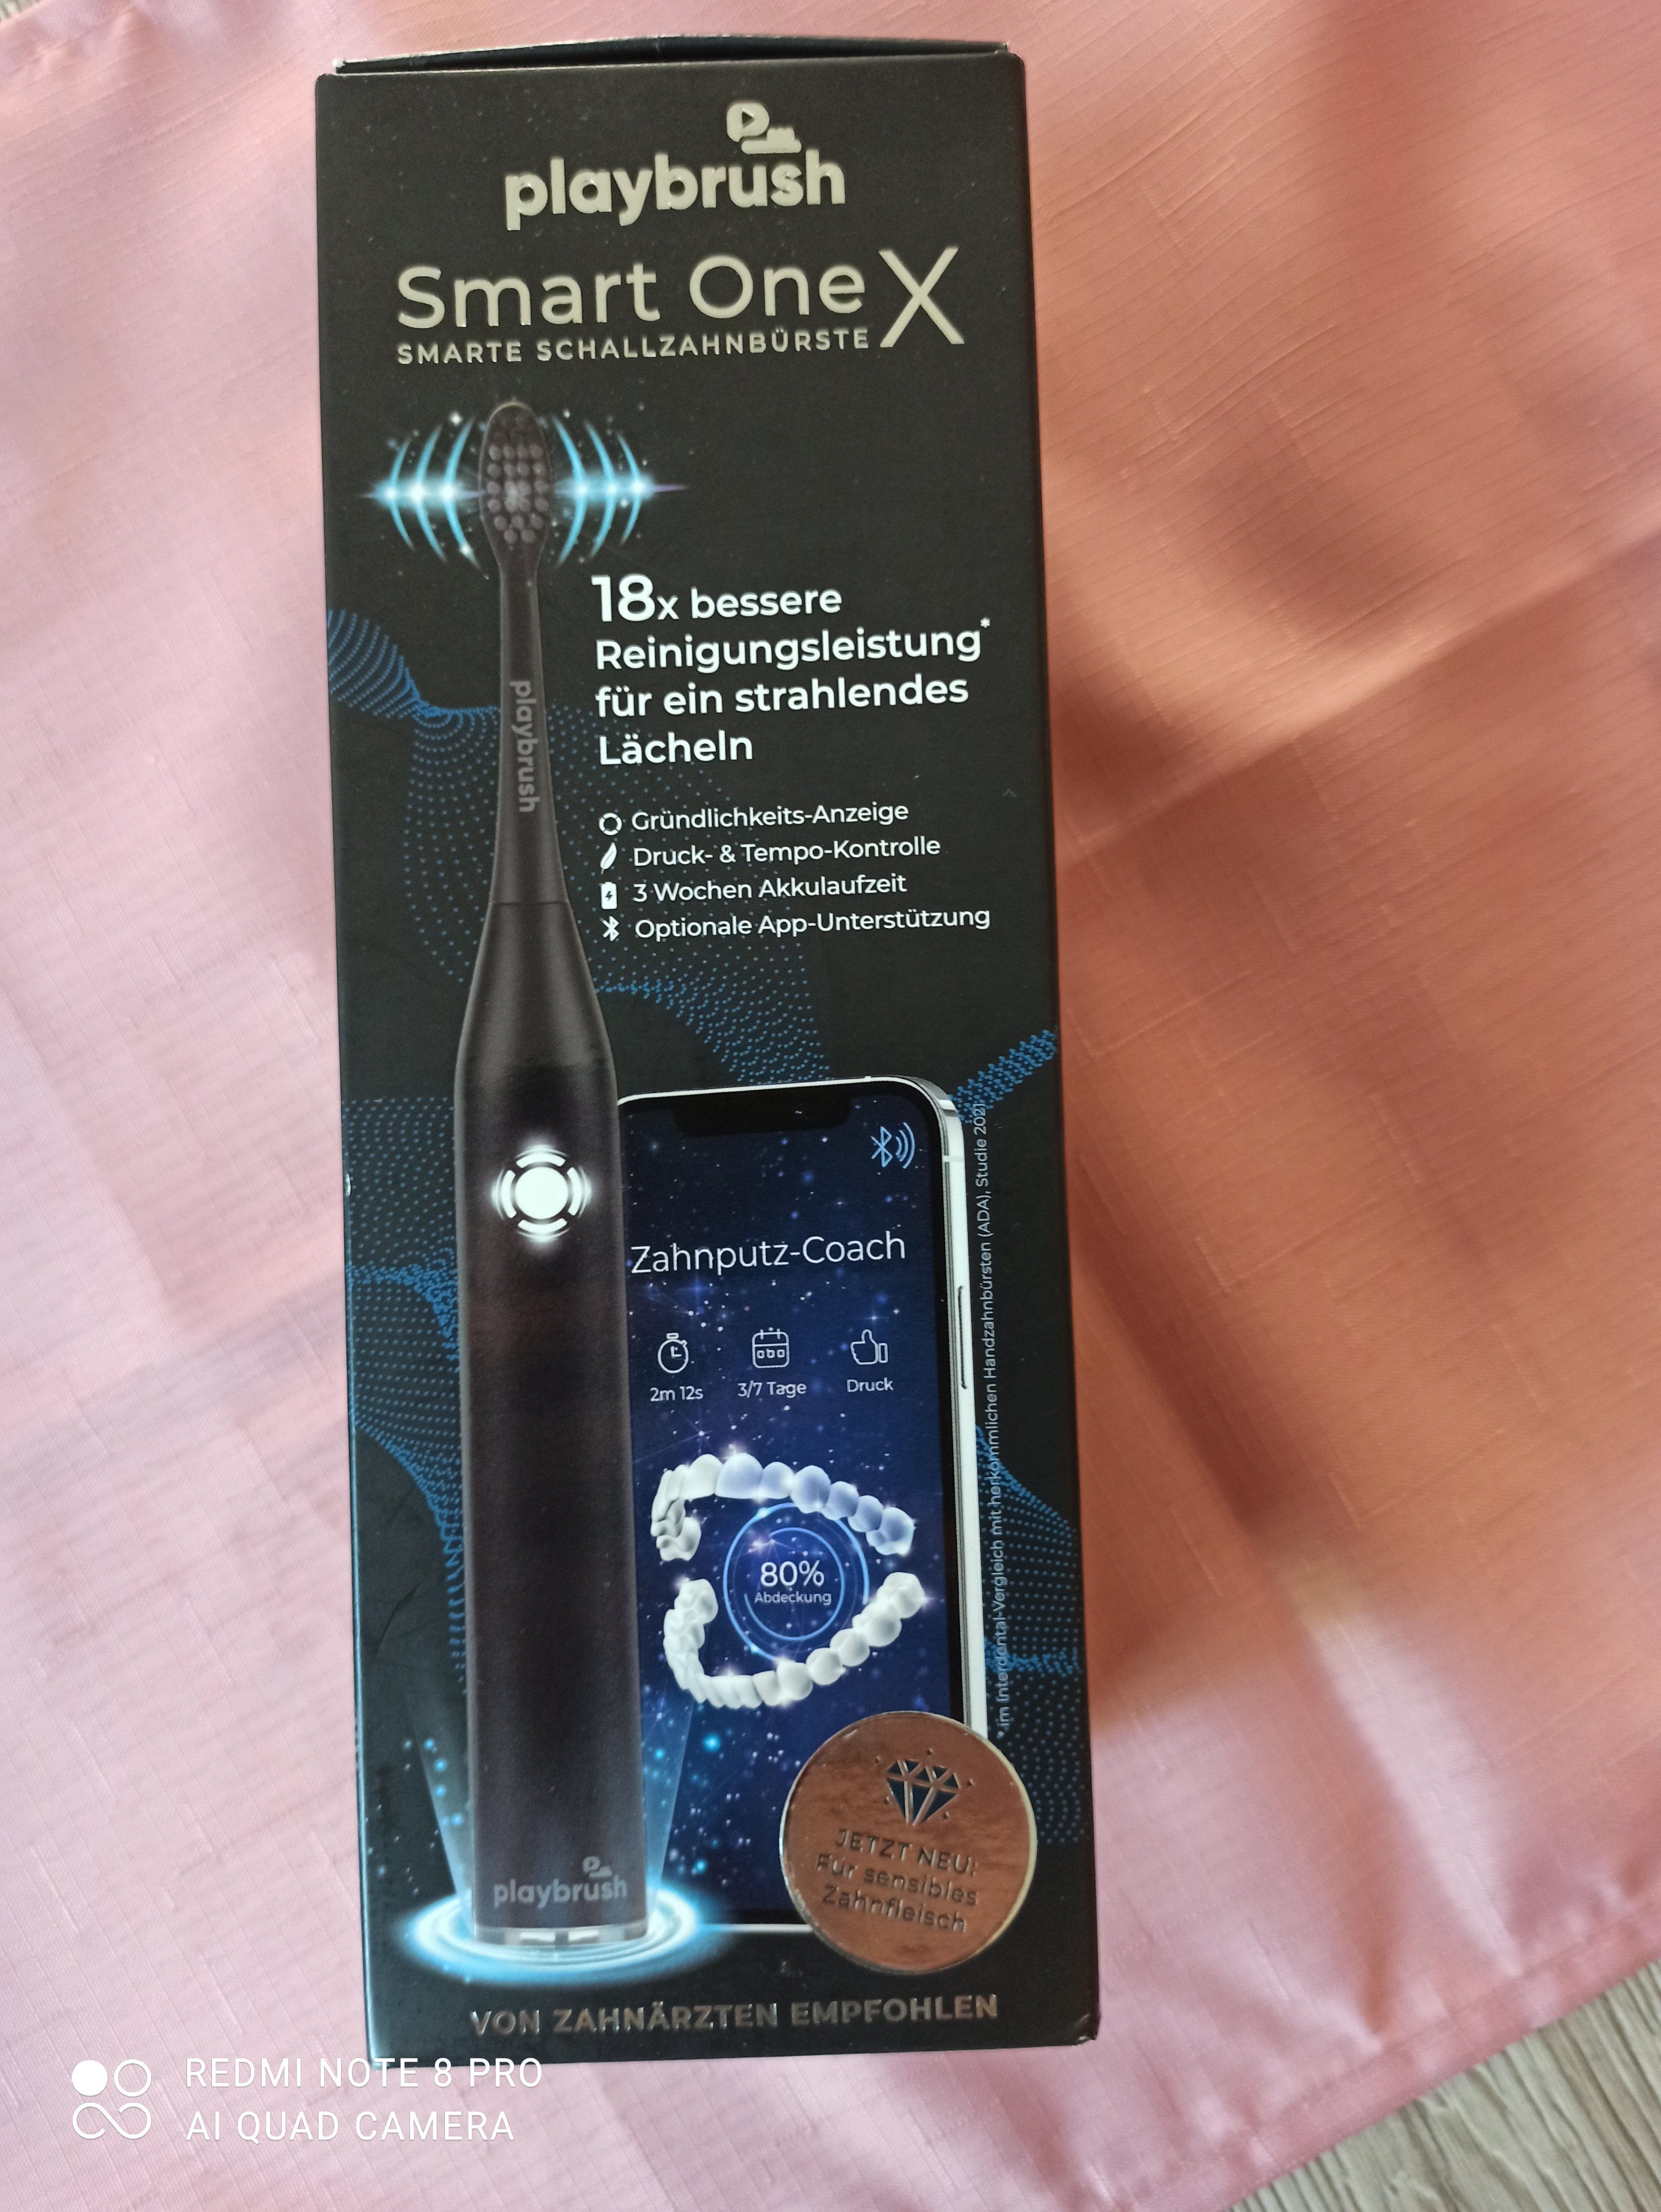 playbrush
Smart One X
SMARTE SCHALLZAHNBÜRSTE
18x bessere
Reinigungsleistung*
für ein strahlendes
Lächeln
Gründlichkeits-Anzeige
Druck- & Tempo-Kontrolle
3 Wochen Akkulaufzeit
Optionale App-Unterstützung
playbrush
Zahnputz-Coach
2m 12s
3/7 Tage
Druck
80%
Abdeckung
*im Interdental-Vergleich mit herkömmlichen Handzahnbürsten (ADA), Studie 2021
JETZT NEU:
Für sensibles
Zahnfleisch
playbrush
VON ZAHNÄRZTEN EMPFOHLEN
REDMI NOTE 8 PRO
AI QUAD CAMERA